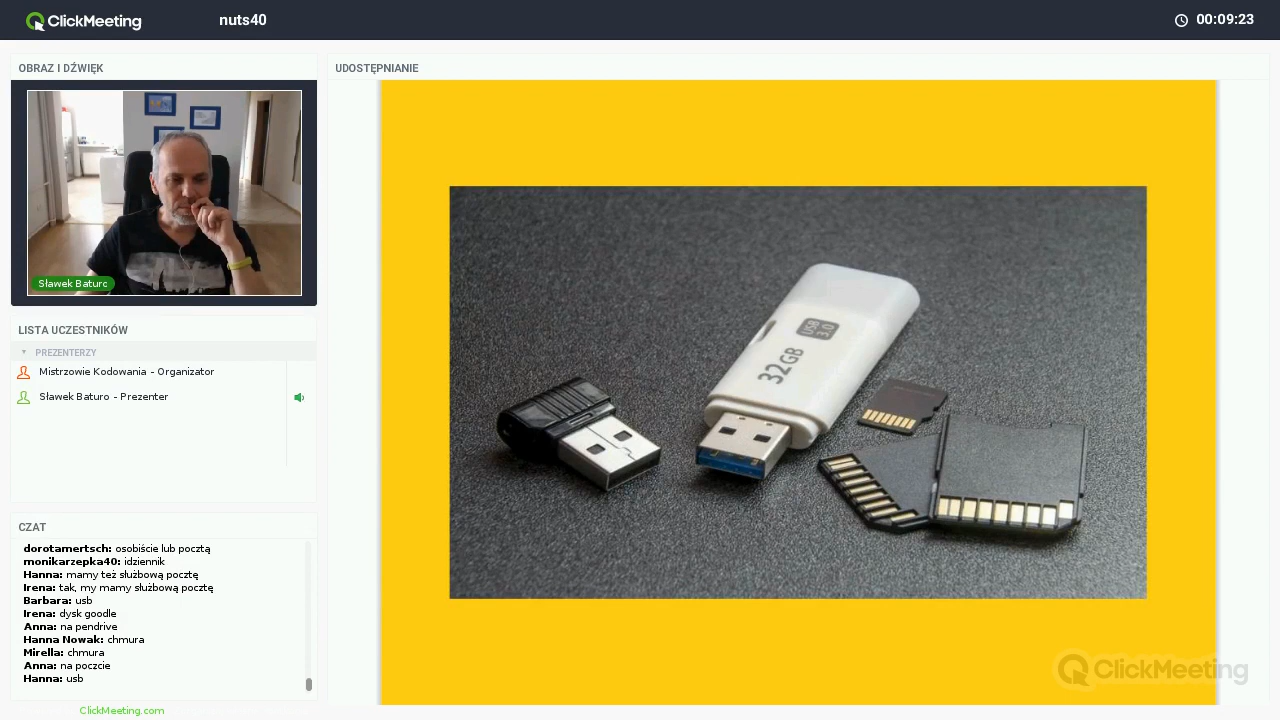 ClickMeeting
nuts40
00:09:23
OBRAZ I DŹWIĘK
Sławek Baturc
LISTA UCZESTNIKÓW
PREZENTERZY
Mistrzowie Kodowania - Organizator
Sławek Baturo - Prezenter
CZAT
dorotamertsch: osobiście lub pocztą
monikarzepka40: idziennik
Hanna: mamy też służbową pocztę
Irena: tak, my mamy służbową pocztę
Barbara: usb
Irena: dysk goodle
Anna: na pendrive
Hanna Nowak: chmura
Mirella: chmura
Anna: na poczcie
Hanna: usb
ClickMeeting.com
UDOSTĘPNIANIE
USB
3.0
32GB
ClickMeeting